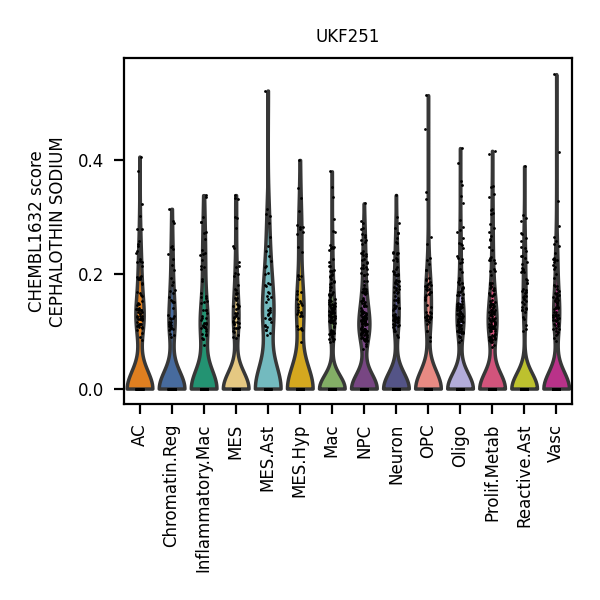 UKF251
CHEMBL1632 score
CEPHALOTHIN SODIUM
0.4
0.2
0.0
AC
Chromatin.Reg
Inflammatory.Mac
MES
MES.Ast
MES.Hyp
Mac
NPC
Neuron
OPC
Oligo
Prolif.Metab
Reactive.Ast
Vasc